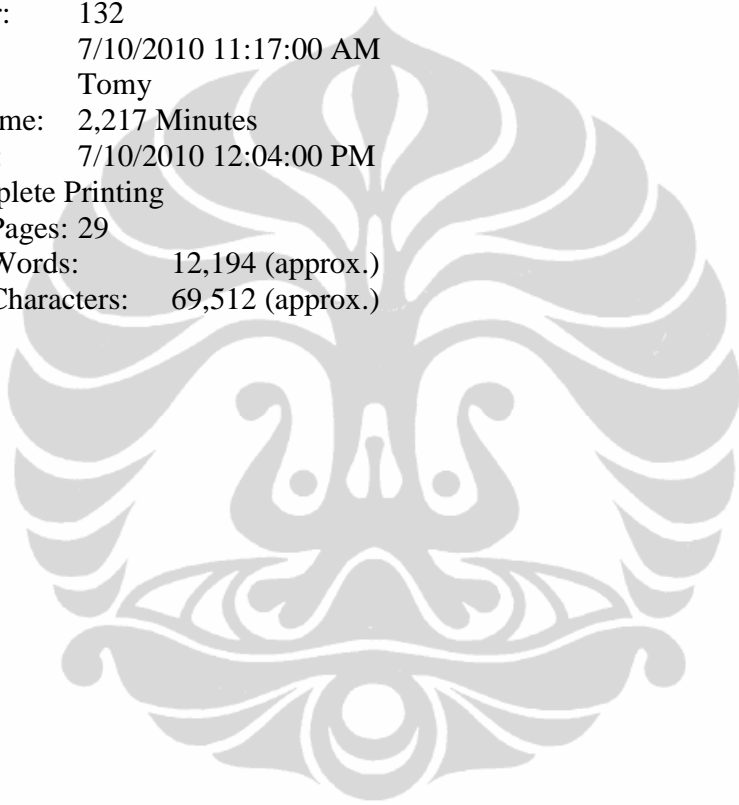 r: 132
7/10/2010 11:17:00 AM
Tomy
me: 2,217 Minutes
: 7/10/2010 12:04:00 PM
plete Printing
Pages: 29
Words: 12,194 (approx.)
Characters: 69,512 (approx.)